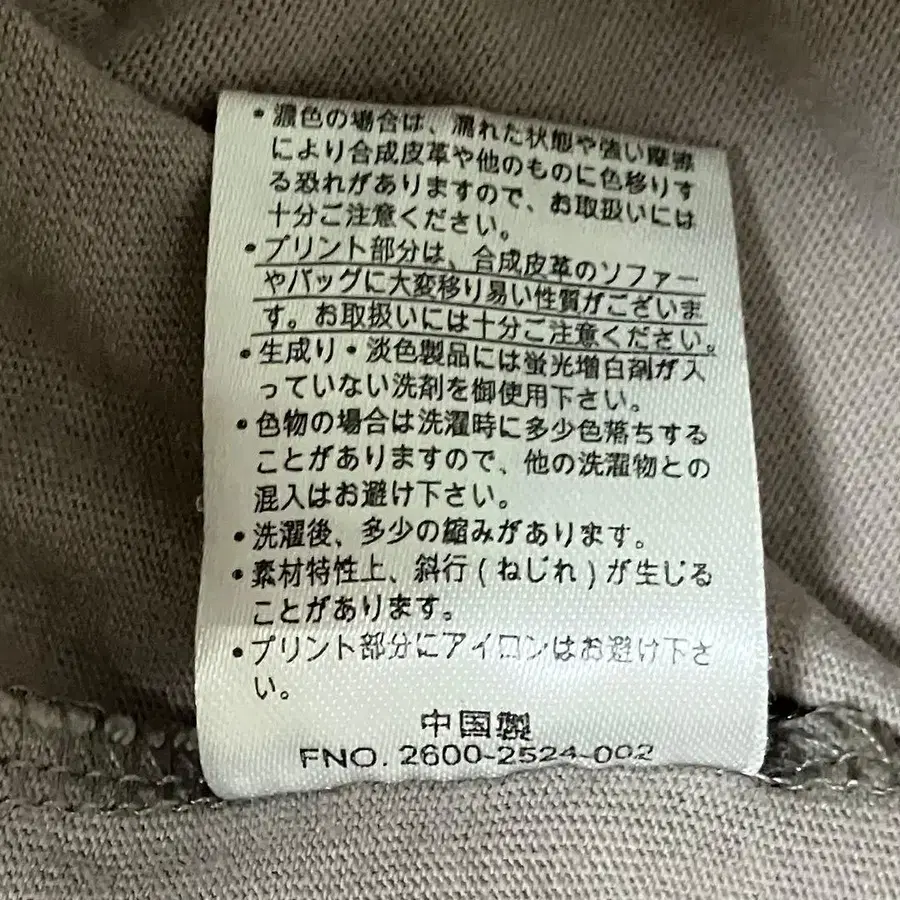 ・濃色の場合は、濡れた状態や強い摩擦
により合成皮革や他のものに色移りす
る恐れがありますので、お取扱いには
十分ご注意ください。
・プリント部分は、合成皮革のソファー
やバッグに大変移り易い性質がございま
す。お取扱いには十分ご注意ください。
・生成り・淡色製品には蛍光増白剤が入
っていない洗剤を御使用下さい。
・色物の場合は洗濯時に多少色落ちする
ことがありますので、他の洗濯物との
混入はお避け下さい。
・洗濯後、多少の縮みがあります。
・素材特性上、斜行(ねじれ)が生じる
ことがあります。
・プリント部分にアイロンはお避け下さ
い。
中国製
FNO. 2600-2524-002